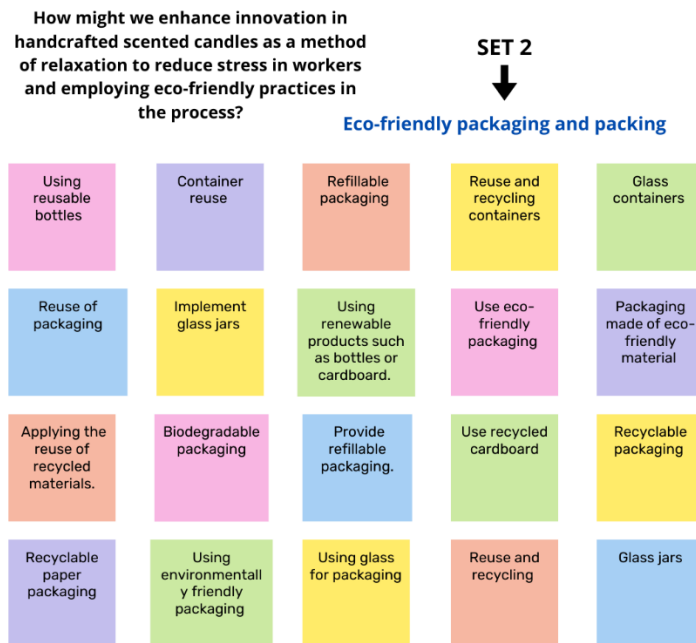 How might we enhance innovation in
handcrafted scented candles as a method
of relaxation to reduce stress in workers
and employing eco-friendly practices in
the process?
SET 2
Eco-friendly packaging and packing
Using
reusable
bottles
Container
reuse
Refillable
packaging
Reuse and
recycling
containers
Glass
containers
Reuse of
packaging
Implement
glass jars
Using
renewable
products such
as bottles or
cardboard.
Use eco-
friendly
packaging
Packaging
made of eco-
friendly
material
Applying the
reuse of
recycled
materials.
Biodegradable
packaging
Provide
refillable
packaging.
Use recycled
cardboard
Recyclable
packaging
Recyclable
paper
packaging
Using
environmentall
y friendly
packaging
Using glass
for packaging
Reuse and
recycling
Glass jars